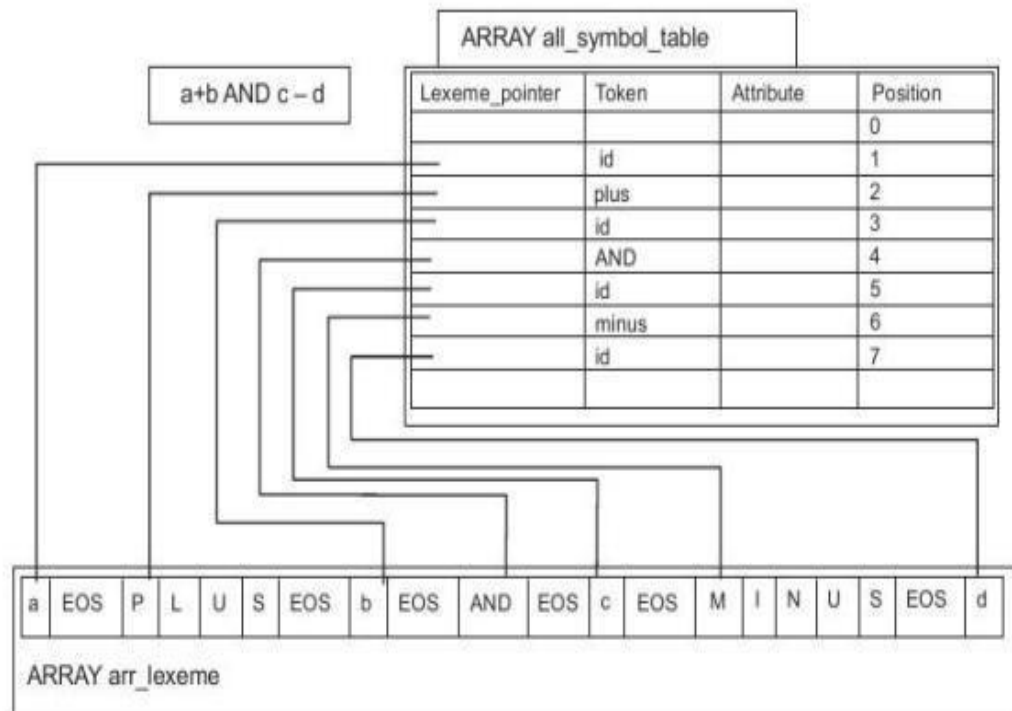 ARRAY all_symbol_table
a+b AND c – d
Lexeme_pointer Token Attribute Position
0
id 1
plus 2
id 3
AND 4
id 5
minus 6
id 7
a EOS P L U S EOS b EOS AND EOS c EOS M I N U S EOS d
ARRAY arr_lexeme